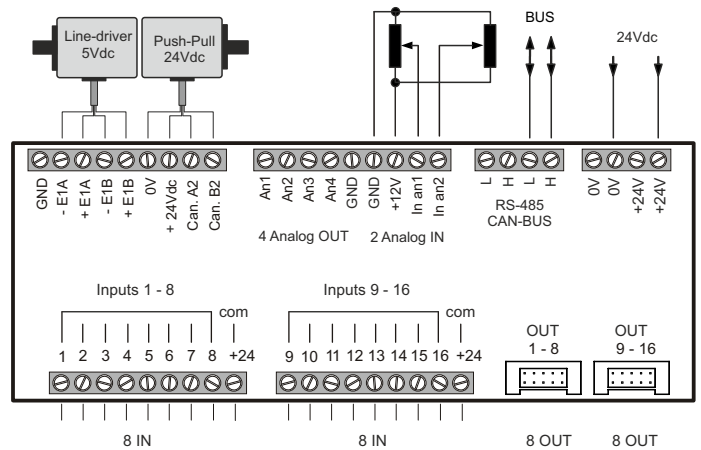 Line-driver
5Vdc
Push-Pull
24Vdc
BUS
24Vdc
GND
- E1A
+ E1A
- E1B
+ E1B
0V
+ 24Vdc
Can. A2
Can. B2
An1
An2
An3
An4
GND
GND
+12V
In an1
In an2
L
H
L
H
0V
0V
+24V
+24V
4 Analog OUT
2 Analog IN
RS-485
CAN-BUS
Inputs 1 - 8
com
1 2 3 4 5 6 7 8 +24
Inputs 9 - 16
com
9 10 11 12 13 14 15 16 +24
OUT
1 - 8
OUT
9 - 16
8 IN
8 IN
8 OUT
8 OUT